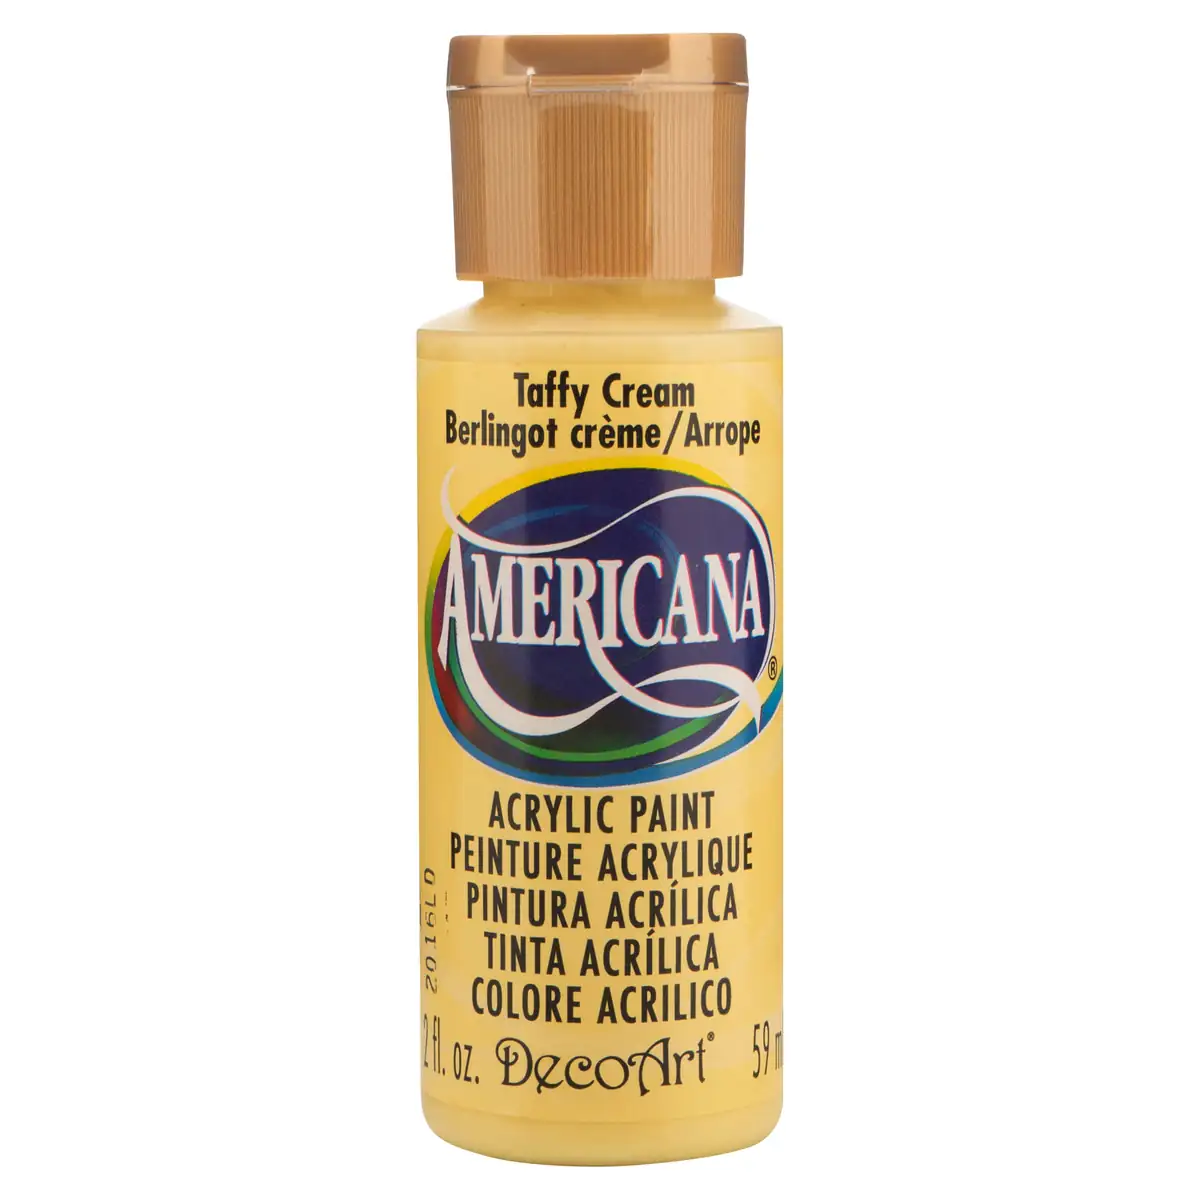 Taffy Cream
Berlingot crème/Arrope
AMERICANA®
ACRYLIC PAINT
PEINTURE ACRYLIQUE
PINTURA ACRÍLICA
TINTA ACRÍLICA
COLORE ACRILICO
2 fl. oz. DecoArt® 59 m